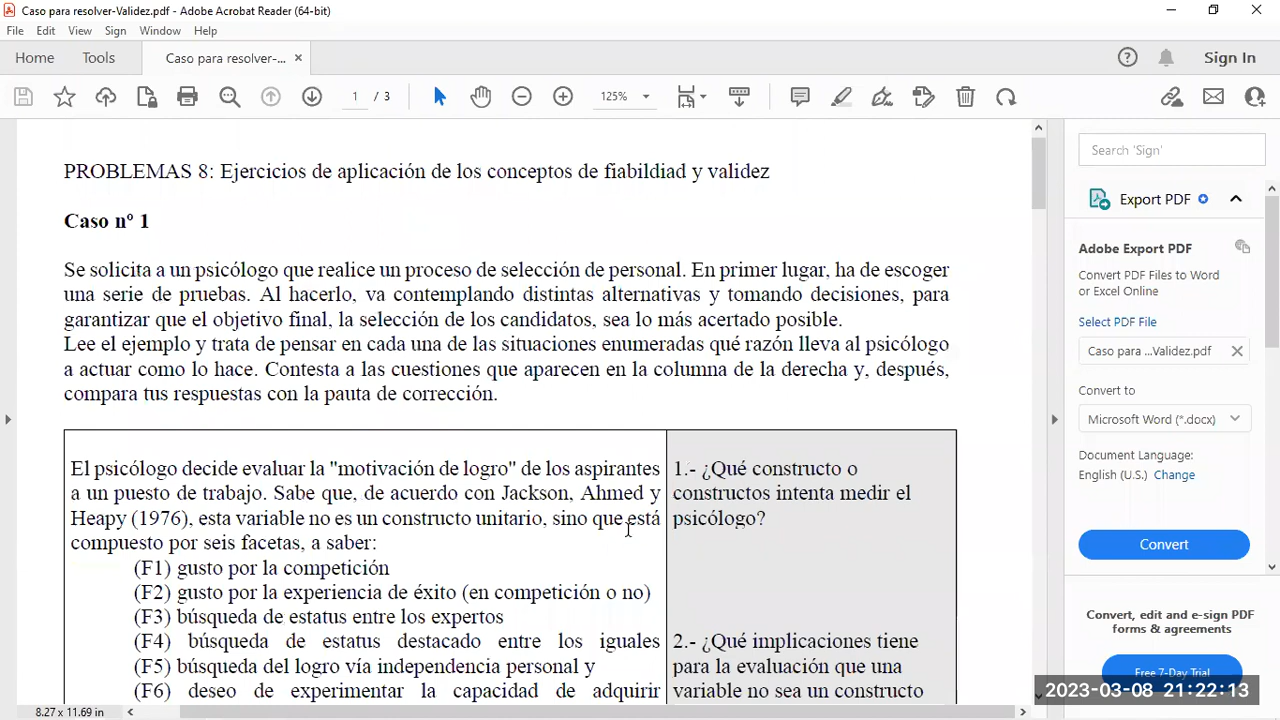 Caso para resolver-Validez.pdf - Adobe Acrobat Reader (64-bit)
File Edit View Sign Window Help
Home Tools Caso para resolver-... × Sign In
1 / 3 125%
PROBLEMAS 8: Ejercicios de aplicación de los conceptos de fiabildiad y validez
Caso nº 1
Se solicita a un psicólogo que realice un proceso de selección de personal. En primer lugar, ha de escoger
una serie de pruebas. Al hacerlo, va contemplando distintas alternativas y tomando decisiones, para
garantizar que el objetivo final, la selección de los candidatos, sea lo más acertado posible.
Lee el ejemplo y trata de pensar en cada una de las situaciones enumeradas qué razón lleva al psicólogo
a actuar como lo hace. Contesta a las cuestiones que aparecen en la columna de la derecha y, después,
compara tus respuestas con la pauta de corrección.
El psicólogo decide evaluar la "motivación de logro" de los aspirantes
a un puesto de trabajo. Sabe que, de acuerdo con Jackson, Ahmed y
Heapy (1976), esta variable no es un constructo unitario, sino que está
compuesto por seis facetas, a saber:
(F1) gusto por la competición
(F2) gusto por la experiencia de éxito (en competición o no)
(F3) búsqueda de estatus entre los expertos
(F4) búsqueda de estatus destacado entre los iguales
(F5) búsqueda del logro vía independencia personal y
(F6) deseo de experimentar la capacidad de adquirir
1.- ¿Qué constructo o
constructos intenta medir el
psicólogo?
2.- ¿Qué implicaciones tiene
para la evaluación que una
variable no sea un constructo
Search 'Sign'
Export PDF
Adobe Export PDF
Convert PDF Files to Word
or Excel Online
Select PDF File
Caso para ...Validez.pdf
Convert to
Microsoft Word (*.docx)
Document Language:
English (U.S.) Change
Convert
Convert, edit and e-sign PDF
forms & agreements
Free 7-Day Trial
2023-03-08 21:22:13
8.27 x 11.69 in